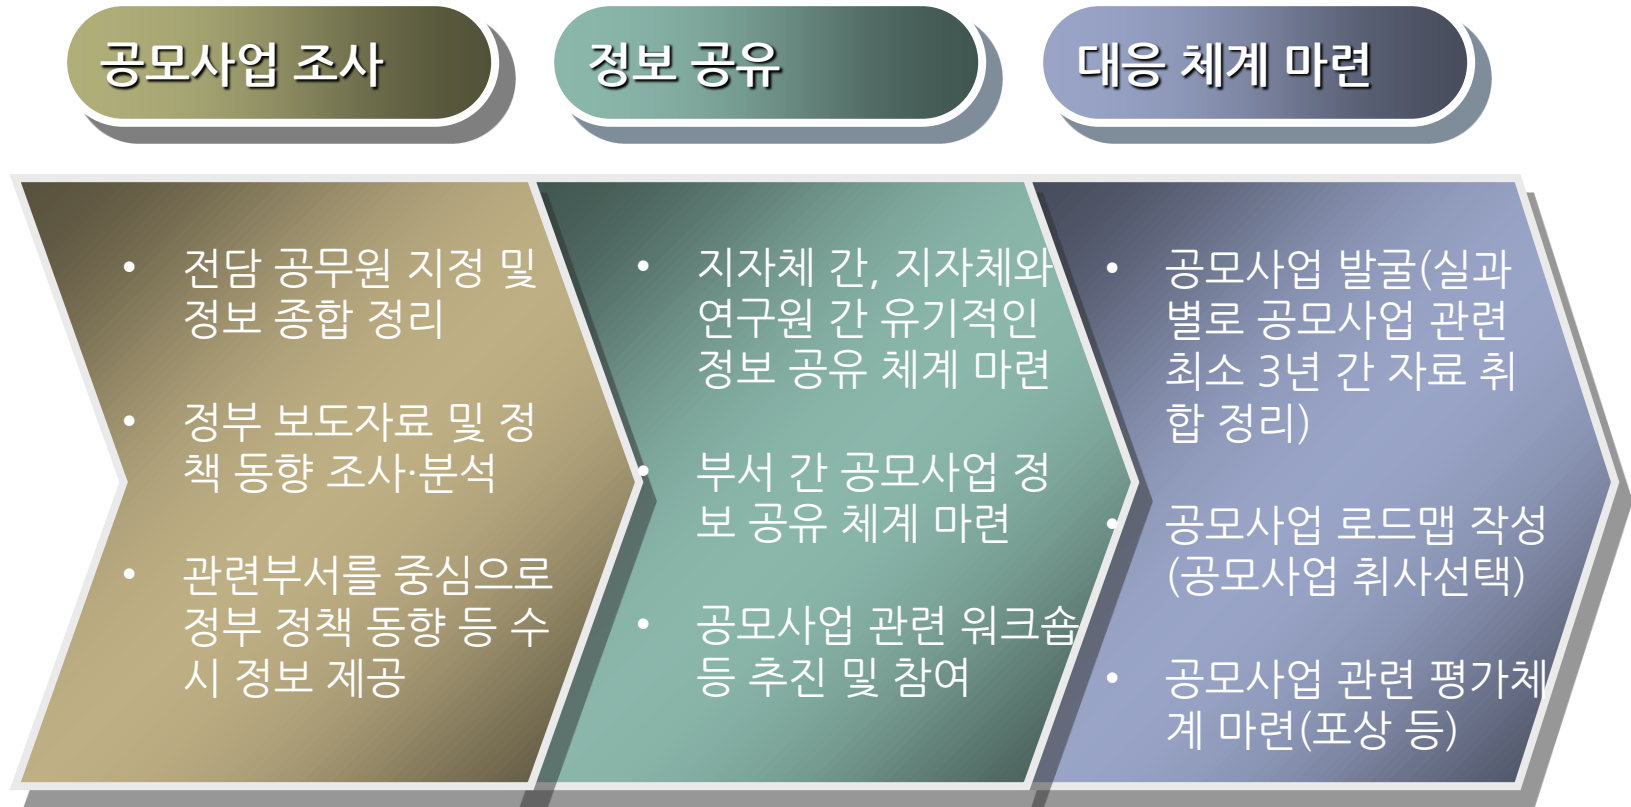 공모사업 조사
정보 공유
대응 체계 마련
• 전담 공무원 지정 및
정보 종합 정리
• 정부 보도자료 및 정
책 동향 조사·분석
• 관련부서를 중심으로
정부 정책 동향 등 수
시 정보 제공
• 지자체 간, 지자체와
연구원 간 유기적인
정보 공유 체계 마련
• 부서 간 공모사업 정
보 공유 체계 마련
• 공모사업 관련 워크숍
등 추진 및 참여
• 공모사업 발굴(실과
별로 공모사업 관련
최소 3년 간 자료 취
합 정리)
• 공모사업 로드맵 작성
(공모사업 취사선택)
• 공모사업 관련 평가체
계 마련(포상 등)